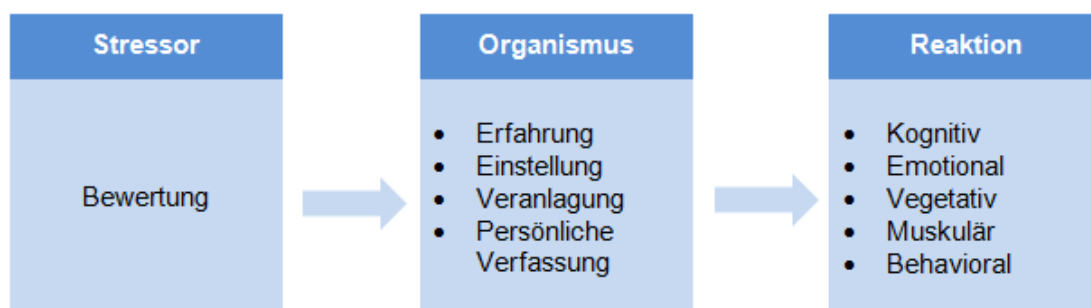 Stressor
Bewertung
Organismus
• Erfahrung
• Einstellung
• Veranlagung
• Persönliche
Verfassung
Reaktion
• Kognitiv
• Emotional
• Vegetativ
• Muskulär
• Behavioral